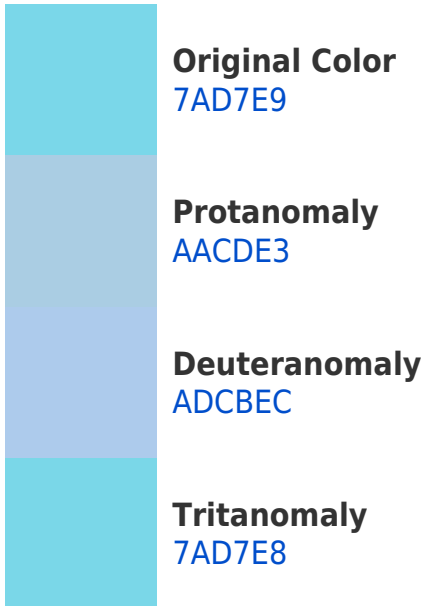 Original Color
7AD7E9
Protanomaly
AACDE3
Deuteranomaly
ADCBEC
Tritanomaly
7AD7E8